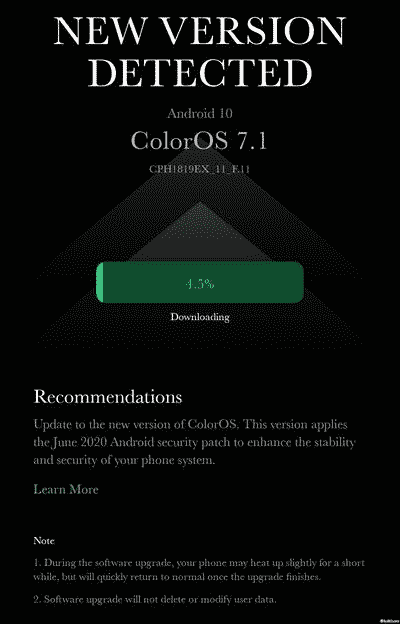 NEW VERSION
DETECTED
Android 10
ColorOS 7.1
CPH1819EX_11_F.11
4.5%
Downloading
Recommendations
Update to the new version of ColorOS. This version applies
the June 2020 Android security patch to enhance the stability
and security of your phone system.
Learn More
Note
1. During the software upgrade, your phone may heat up slightly for a short
while, but will quickly return to normal once the upgrade finishes.
2. Software upgrade will not delete or modify user data.